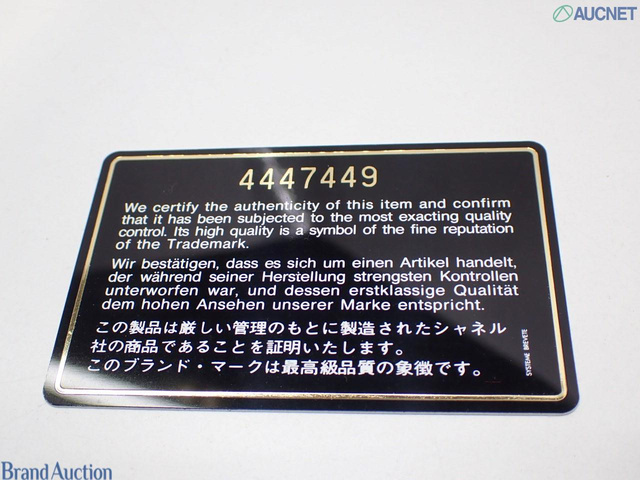 AUCNET
4447449
We certify the authenticity of this item and confirm
that it has been subjected to the most exacting quality
control. Its high quality is a symbol of the fine reputation
of the Trademark.
Wir bestätigen, dass es sich um einen Artikel handelt,
der während seiner Herstellung strengsten Kontrollen
unterworfen war, und dessen erstklassige Qualität
dem hohen Ansehen unserer Marke entspricht.
この製品は厳しい管理のもとに製造されたシャネル
社の商品であることを証明いたします。
このブランド・マークは最高級品質の象徴です。
SYSTEME BREVETE
Brand Auction